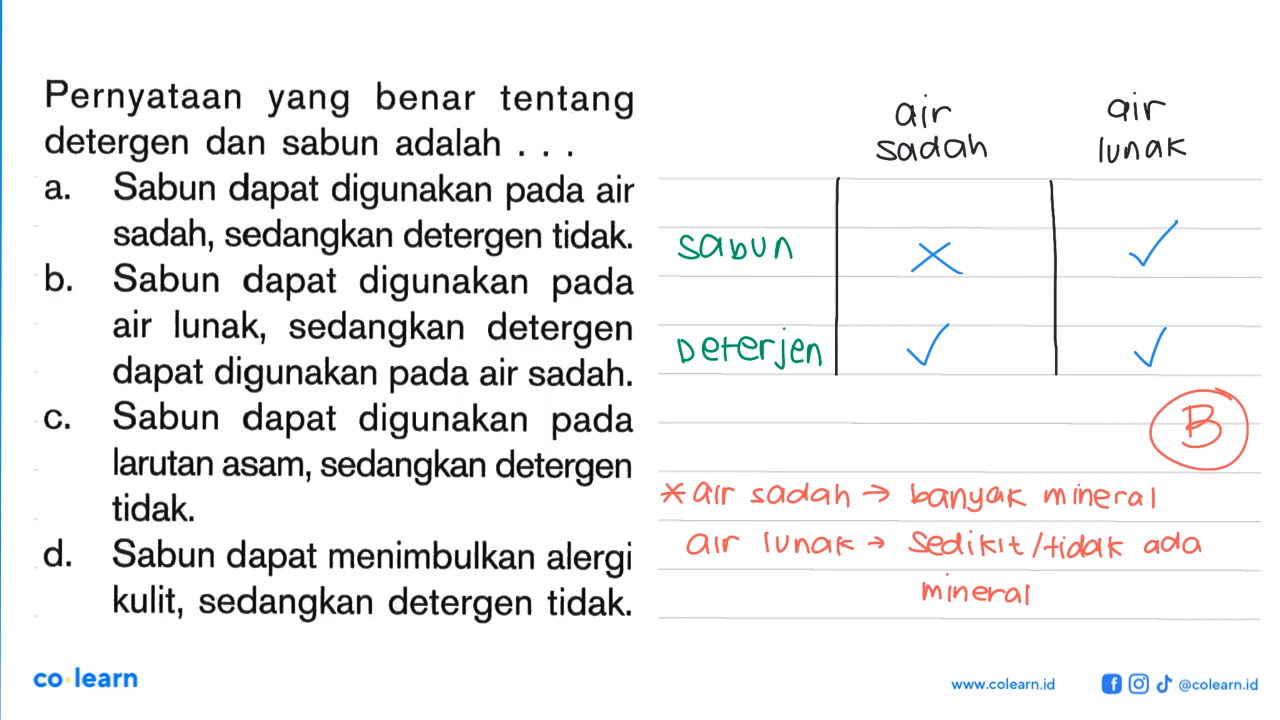 Pernyataan yang benar tentang
detergen dan sabun adalah . . .
a. Sabun dapat digunakan pada air
sadah, sedangkan detergen tidak.
b. Sabun dapat digunakan pada
air lunak, sedangkan detergen
dapat digunakan pada air sadah.
c. Sabun dapat digunakan pada
larutan asam, sedangkan detergen
tidak.
d. Sabun dapat menimbulkan alergi
kulit, sedangkan detergen tidak.
air sadah
air lunak
sabun
Deterjen
B
*air sadah → banyak mineral
air lunak → sedikit/tidak ada
mineral
co learn
www.colearn.id
@colearn.id